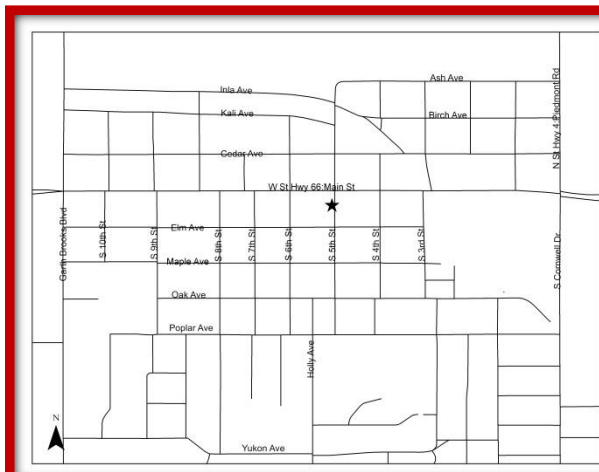 Ash Ave
Inla Ave
Kali Ave
Birch Ave
N St Hwy 4 Piedmont Rd
Codar Ave
W St Hwy 66:Main St
Garth Brooks Blvd
S 10th St
S 9th St
Elm Ave
S 8th St
S 7th St
S 6th St
S 5th St
S 4th St
S 3rd St
S Cornwell Dr
Maple Ave
Oak Ave
Poplar Ave
Holly Ave
N
Yukon Ave